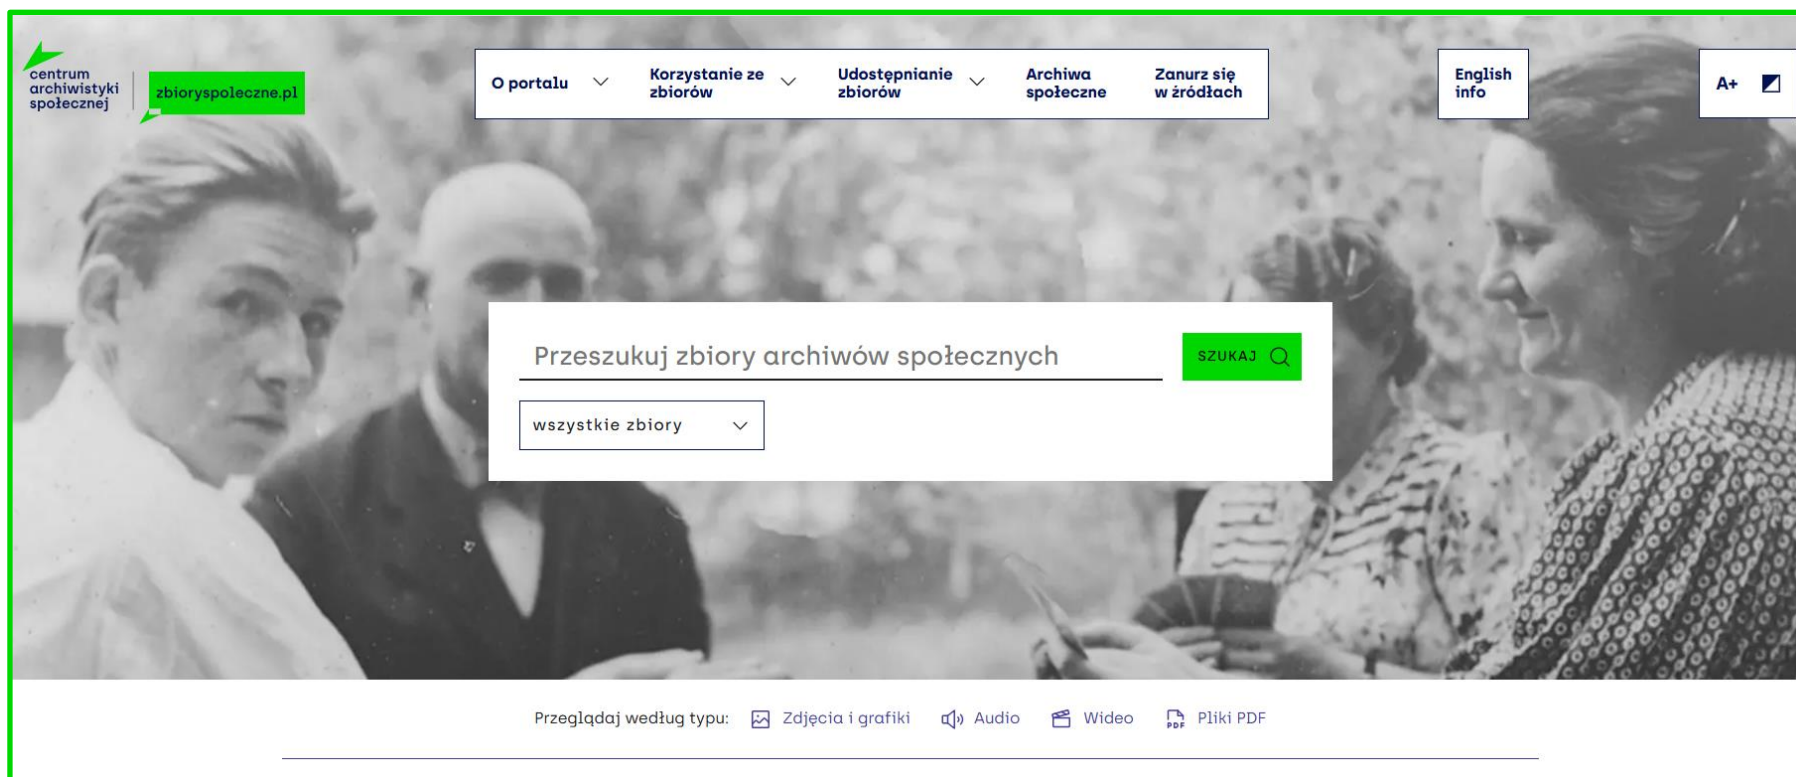 centrum
archiwistyki
społecznej
zbioryspoleczne.pl
O portalu
Korzystanie ze
zbiorów
Udostępnianie
zbiorów
Archiwa
społeczne
Zanurz się
w źródłach
English
info
A+
Przeszukuj zbiory archiwów społecznych
SZUKAJ
wszystkie zbiory
Przeglądaj według typu: Zdjęcia i grafiki Audio Wideo PDF Pliki PDF